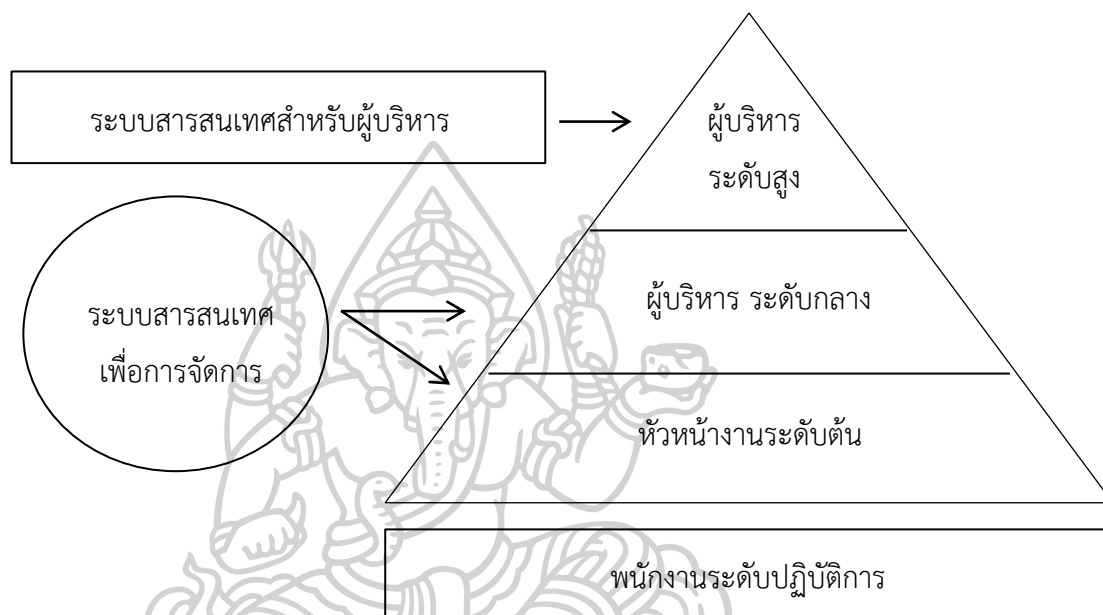 ระบบสารสนเทศสำหรับผู้บริหาร
ผู้บริหาร
ระดับสูง
ระบบสารสนเทศ
เพื่อการจัดการ
ผู้บริหาร ระดับกลาง
หัวหน้างานระดับต้น
พนักงานระดับปฏิบัติการ